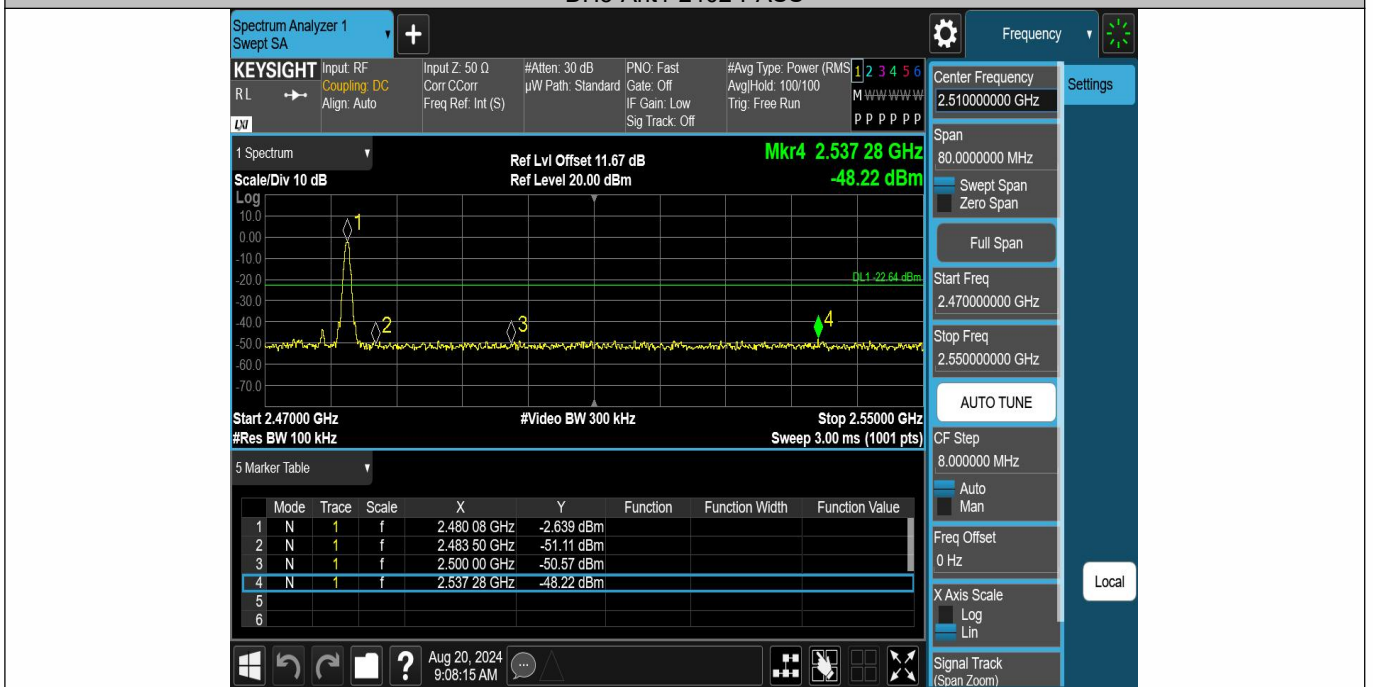 Spectrum Analyzer 1
Swept SA
Frequency
KEYSIGHT
RL
LXI
Input: RF
Coupling: DC
Align: Auto
Input Z: 50 Ω
Corr CCorr
Freq Ref: Int (S)
#Atten: 30 dB
µW Path: Standard
PNO: Fast
Gate: Off
IF Gain: Low
Sig Track: Off
#Avg Type: Power (RMS
Avg|Hold: 100/100
Trig: Free Run
1 2 3 4 5 6
M W W W W W
P P P P P P
1 Spectrum
Scale/Div 10 dB
Ref Lvl Offset 11.67 dB
Ref Level 20.00 dBm
Mkr4 2.537 28 GHz
-48.22 dBm
Log
10.0
0.00
-10.0
-20.0
-30.0
-40.0
-50.0
-60.0
-70.0
1
2
3
4
DL1 -22.64 dBm
Start 2.47000 GHz
#Video BW 300 kHz
Stop 2.55000 GHz
#Res BW 100 kHz
Sweep 3.00 ms (1001 pts)
5 Marker Table
Mode Trace Scale X Y Function Function Width Function Value
1 N 1 f 2.480 08 GHz -2.639 dBm
2 N 1 f 2.483 50 GHz -51.11 dBm
3 N 1 f 2.500 00 GHz -50.57 dBm
4 N 1 f 2.537 28 GHz -48.22 dBm
5
6
Aug 20, 2024
9:08:15 AM
Center Frequency
2.510000000 GHz
Span
80.0000000 MHz
Swept Span
Zero Span
Full Span
Start Freq
2.470000000 GHz
Stop Freq
2.550000000 GHz
AUTO TUNE
CF Step
8.000000 MHz
Auto
Man
Freq Offset
0 Hz
X Axis Scale
Log
Lin
Signal Track
(Span Zoom)
Settings
Local